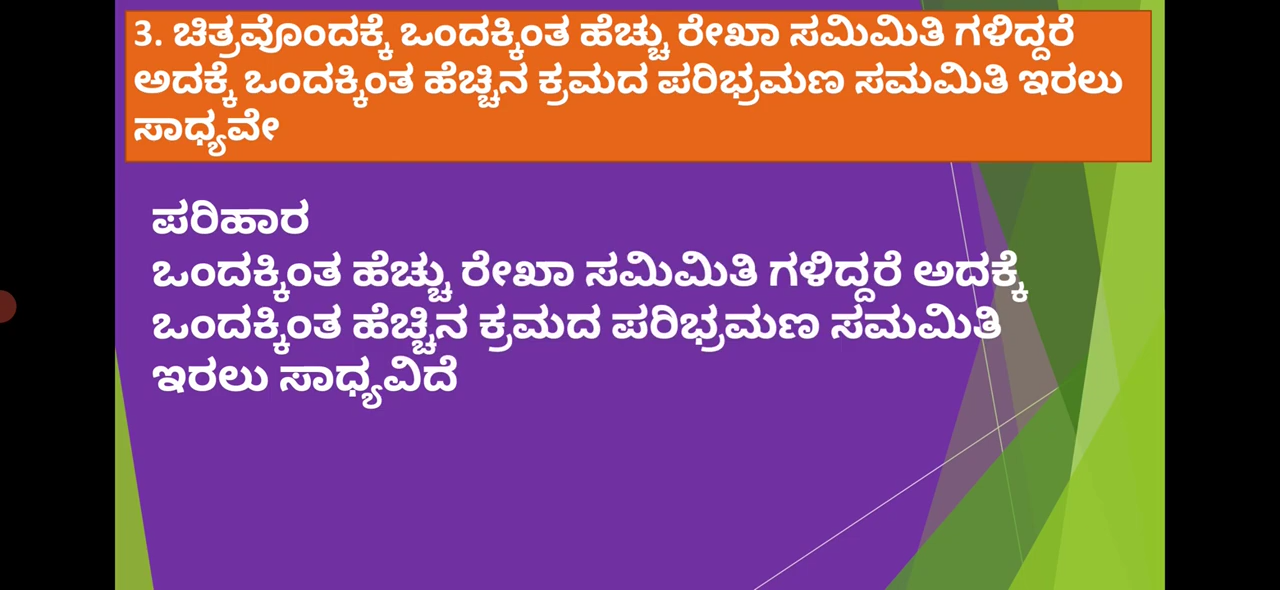 3. ಚಿತ್ರವೊಂದಕ್ಕೆ ಒಂದಕ್ಕಿಂತ ಹೆಚ್ಚು ರೇಖಾ ಸಮಿಮಿತಿ ಗಳಿದ್ದರೆ
ಅದಕ್ಕೆ ಒಂದಕ್ಕಿಂತ ಹೆಚ್ಚಿನ ಕ್ರಮದ ಪರಿಭ್ರಮಣ ಸಮಮಿತಿ ಇರಲು
ಸಾಧ್ಯವೇ
ಪರಿಹಾರ
ಒಂದಕ್ಕಿಂತ ಹೆಚ್ಚು ರೇಖಾ ಸಮಿಮಿತಿ ಗಳಿದ್ದರೆ ಅದಕ್ಕೆ
ಒಂದಕ್ಕಿಂತ ಹೆಚ್ಚಿನ ಕ್ರಮದ ಪರಿಭ್ರಮಣ ಸಮಮಿತಿ
ಇರಲು ಸಾಧ್ಯವಿದೆ